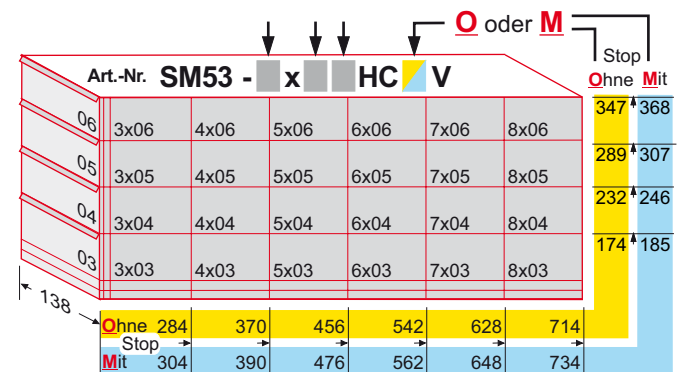 O oder M
Art.-Nr. SM53 - x HC V
Stop
Ohne Mit
347 368
06 3x06 4x06 5x06 6x06 7x06 8x06
289 307
05 3x05 4x05 5x05 6x05 7x05 8x05
232 246
04 3x04 4x04 5x04 6x04 7x04 8x04
174 185
03 3x03 4x03 5x03 6x03 7x03 8x03
138
Ohne 284 370 456 542 628 714
Stop
Mit 304 390 476 562 648 734